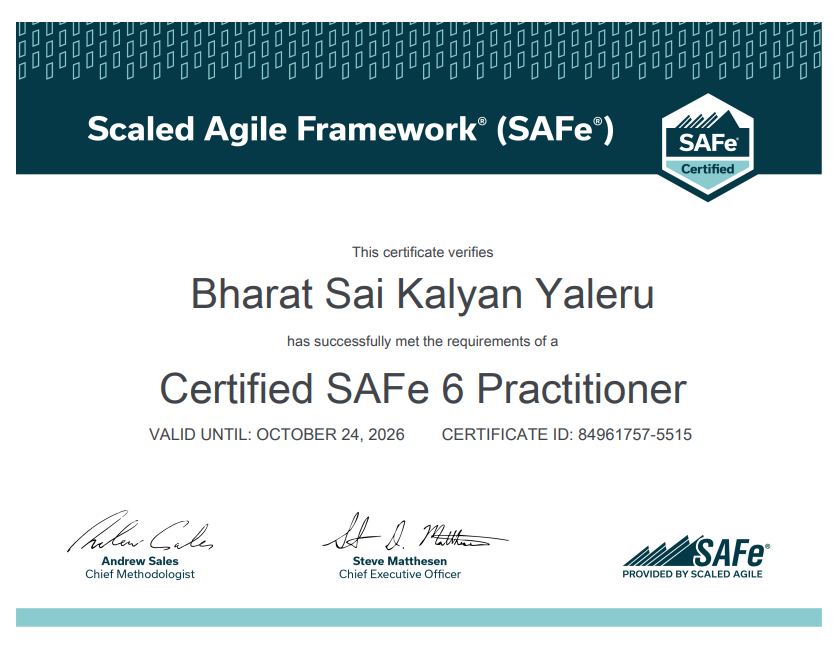 Scaled Agile Framework® (SAFe®)
SAFe®
Certified
This certificate verifies
Bharat Sai Kalyan Yaleru
has successfully met the requirements of a
Certified SAFe 6 Practitioner
VALID UNTIL: OCTOBER 24, 2026 CERTIFICATE ID: 84961757-5515
Andrew Sales
Steve D. Matthesen
Andrew Sales Steve Matthesen
Chief Methodologist Chief Executive Officer
SAFe®
PROVIDED BY SCALED AGILE